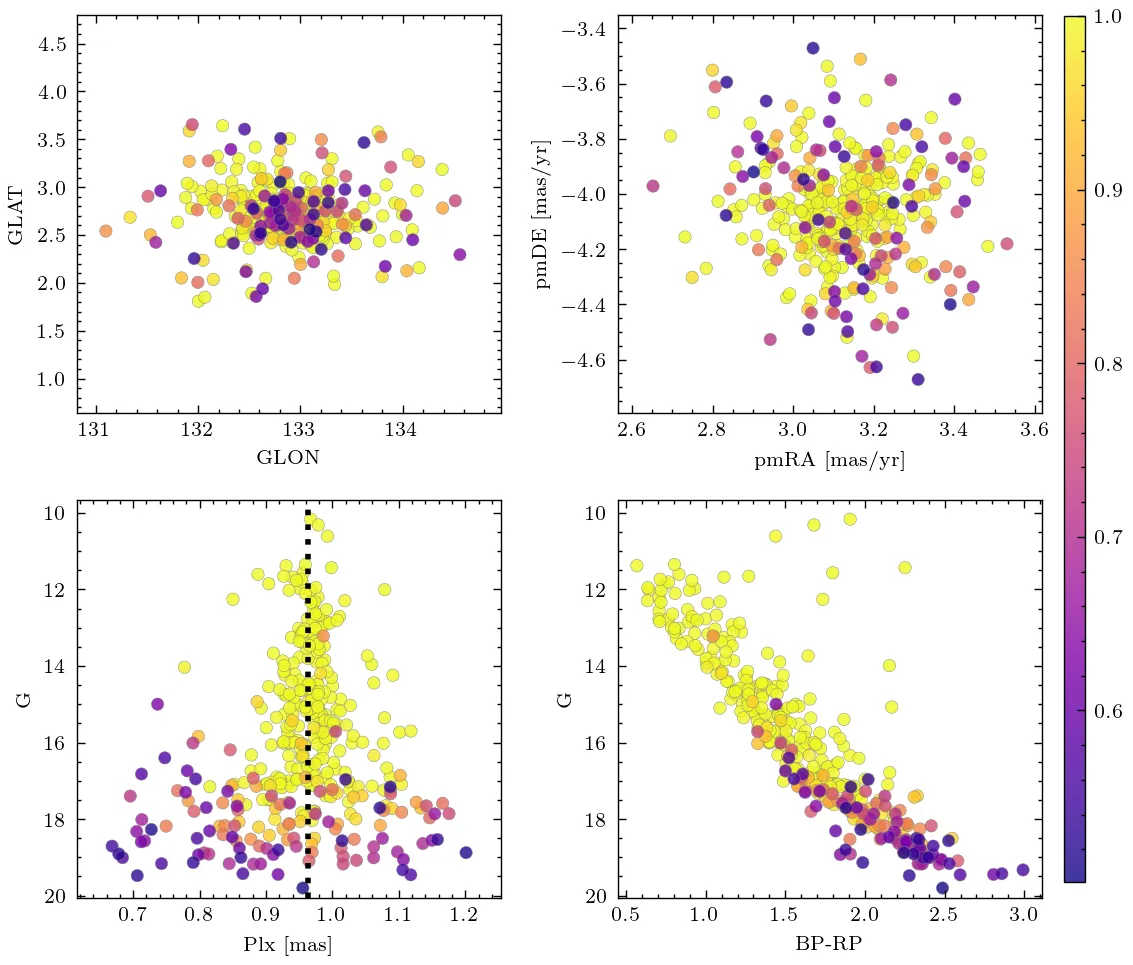 4.5
4.0
3.5
3.0
2.5
2.0
1.5
1.0
GLAT
131 132 133 134
GLON
−3.4
−3.6
−3.8
−4.0
−4.2
−4.4
−4.6
pmDE [mas/yr]
2.6 2.8 3.0 3.2 3.4 3.6
pmRA [mas/yr]
1.0
0.9
0.8
0.7
0.6
10
12
14
16
18
20
G
0.7 0.8 0.9 1.0 1.1 1.2
Plx [mas]
10
12
14
16
18
20
G
0.5 1.0 1.5 2.0 2.5 3.0
BP-RP